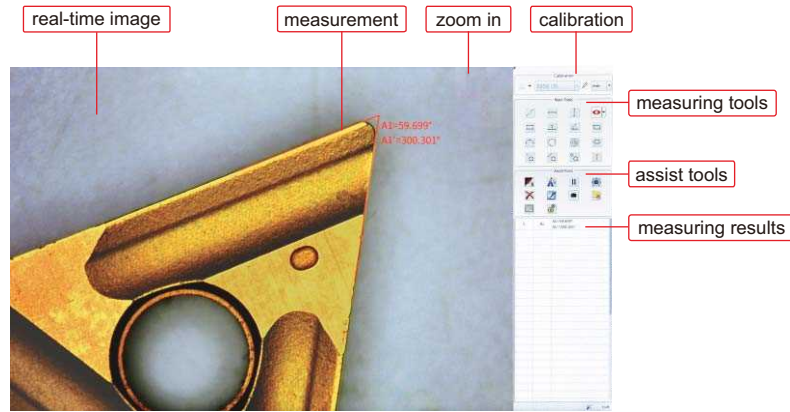 real-time image
measurement
zoom in
calibration
Calibration
measuring tools
A1=59.699°
A1'=300.301°
assist tools
measuring results